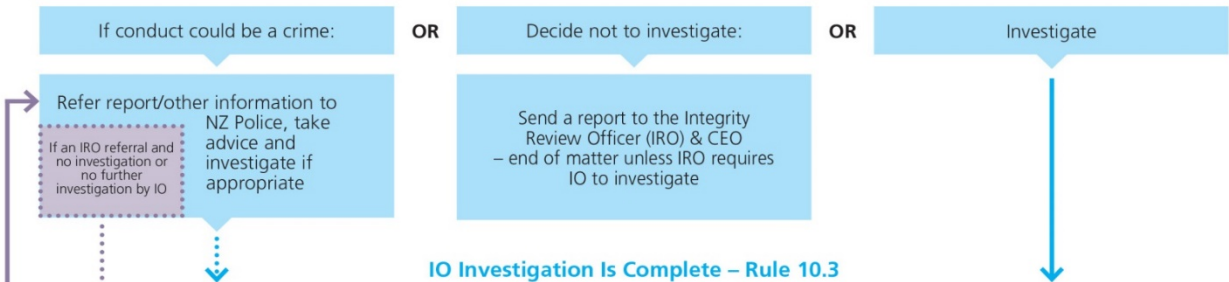 If conduct could be a crime:
OR
Decide not to investigate:
OR
Investigate
Refer report/other information to
NZ Police, take
advice and
investigate if
appropriate
If an IRO referral and
no investigation or
no further
investigation by IO
Send a report to the Integrity
Review Officer (IRO) & CEO
– end of matter unless IRO requires
IO to investigate
IO Investigation Is Complete – Rule 10.3